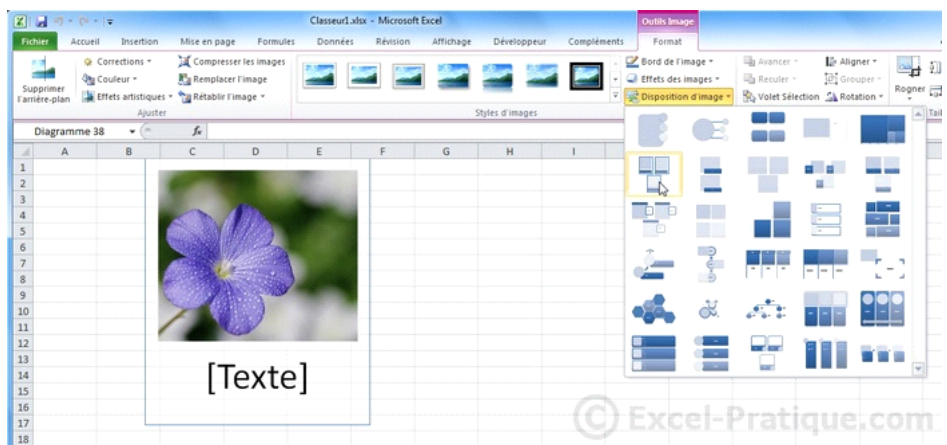 Classeur1.xlsx - Microsoft Excel
Outils Image
Fichier Accueil Insertion Mise en page Formules Données Révision Affichage Développeur Compléments Format
Supprimer l'arrière-plan
Corrections
Couleur
Effets artistiques
Compresser les images
Remplacer l'image
Rétablir l'image
Bord de l'image
Effets des images
Disposition d'image
Avancer
Reculer
Volet Sélection
Aligner
Grouper
Rotation
Rogner
Ajuster
Styles d'images
Tail
Diagramme 38
fx
A B C D E F G H I
1
2
3
4
5
6
7
8
9
10
11
12
13
14
15
16
17
18
[Texte]
© Excel-Pratique.com